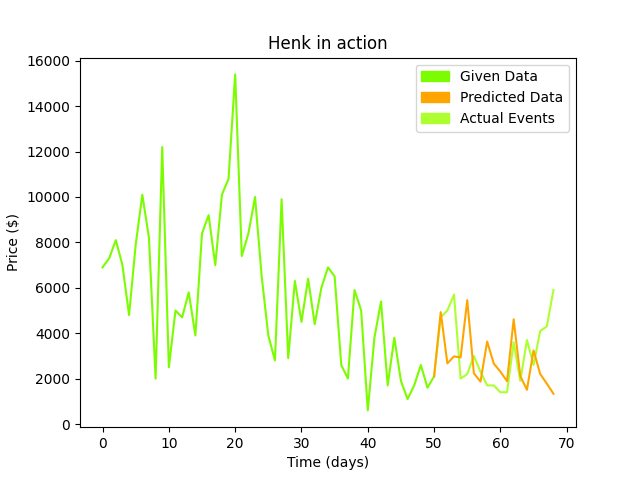 Henk in action
Given Data
Predicted Data
Actual Events
16000
14000
12000
10000
8000
6000
4000
2000
0
Price ($)
0 10 20 30 40 50 60 70
Time (days)